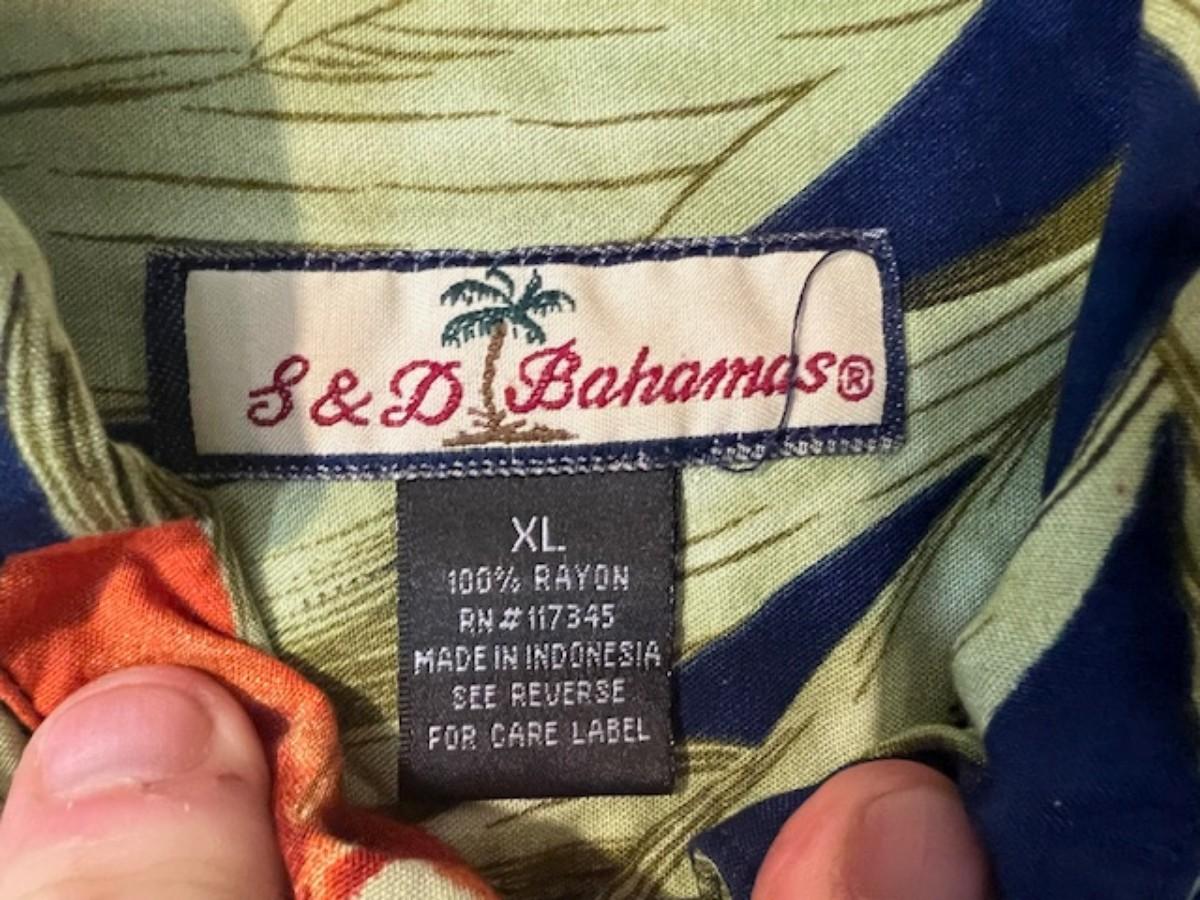 S & D Bahamas®
XL
100% RAYON
RN#117345
MADE IN INDONESIA
SEE REVERSE
FOR CARE LABEL